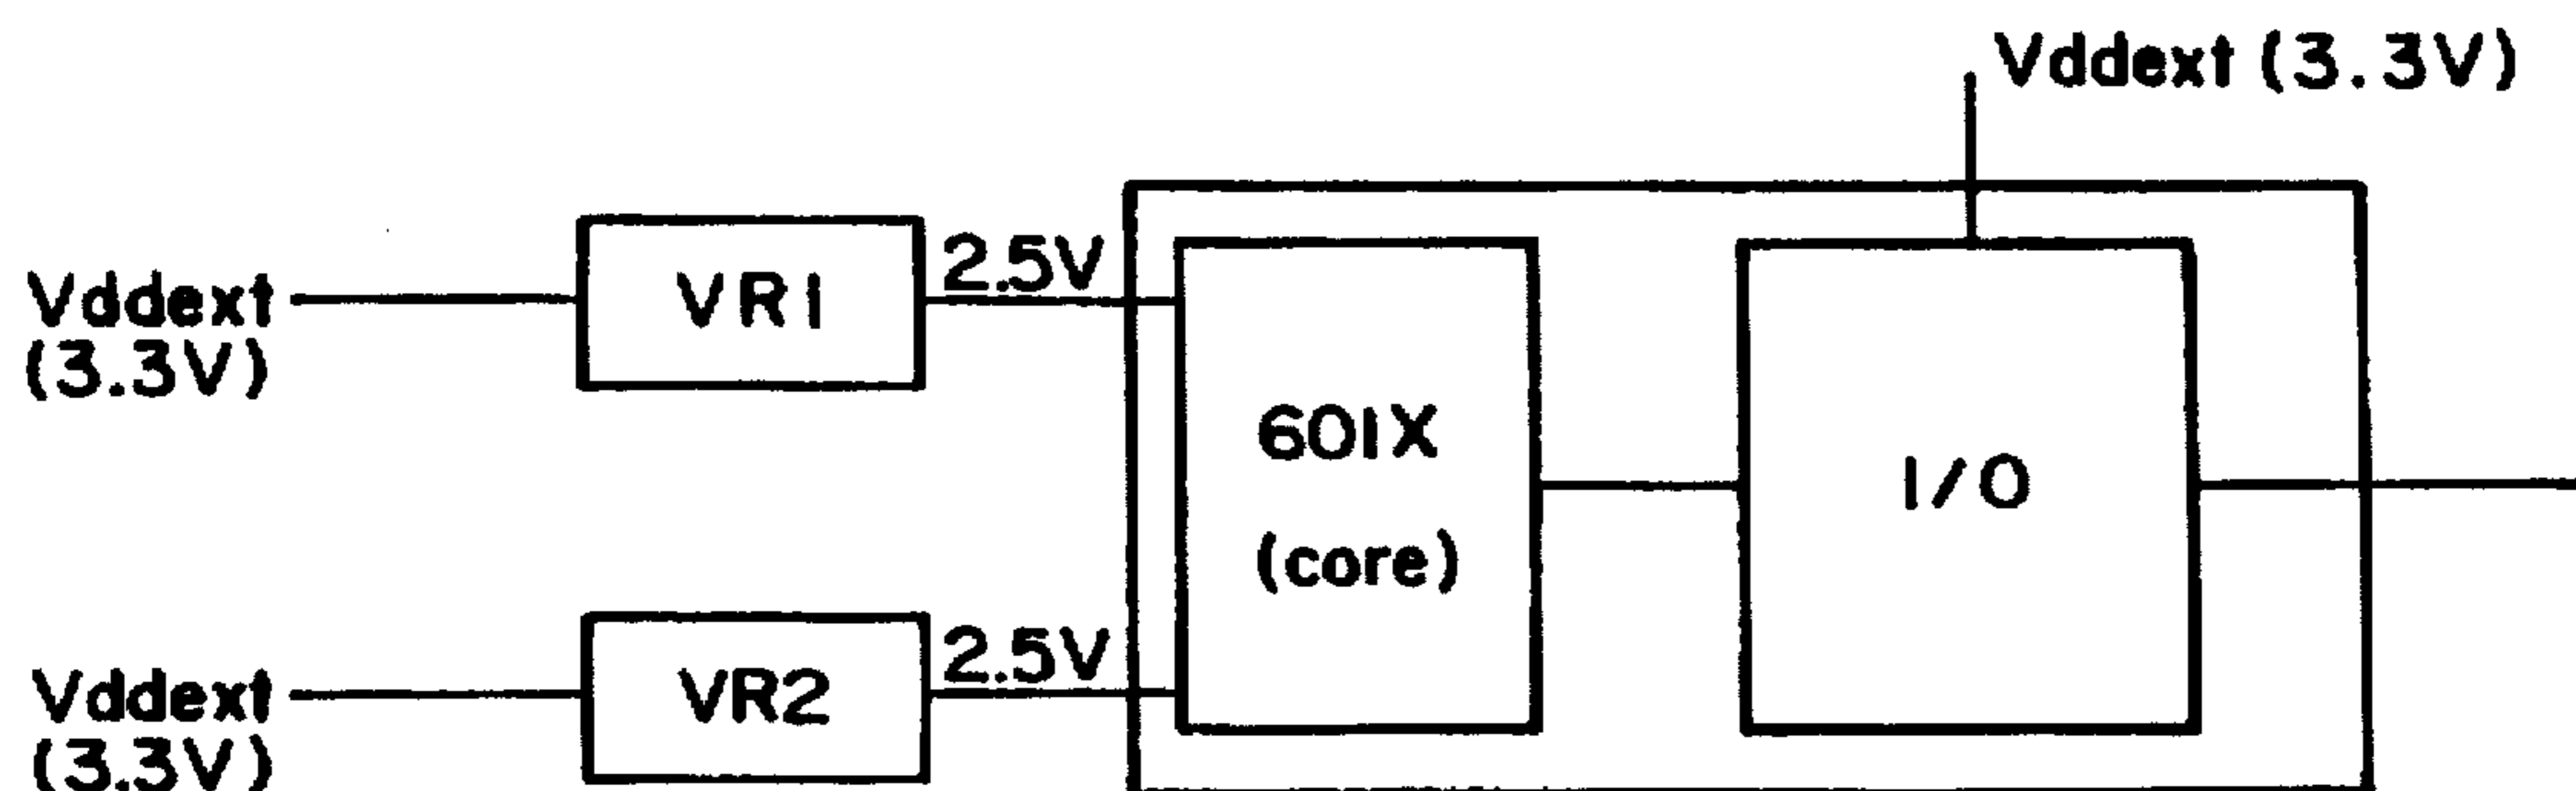 Vddext (3.3V)
Vddext
(3.3V)
VR1
2.5V
601X
(core)
I/O
Vddext
(3.3V)
VR2
2.5V